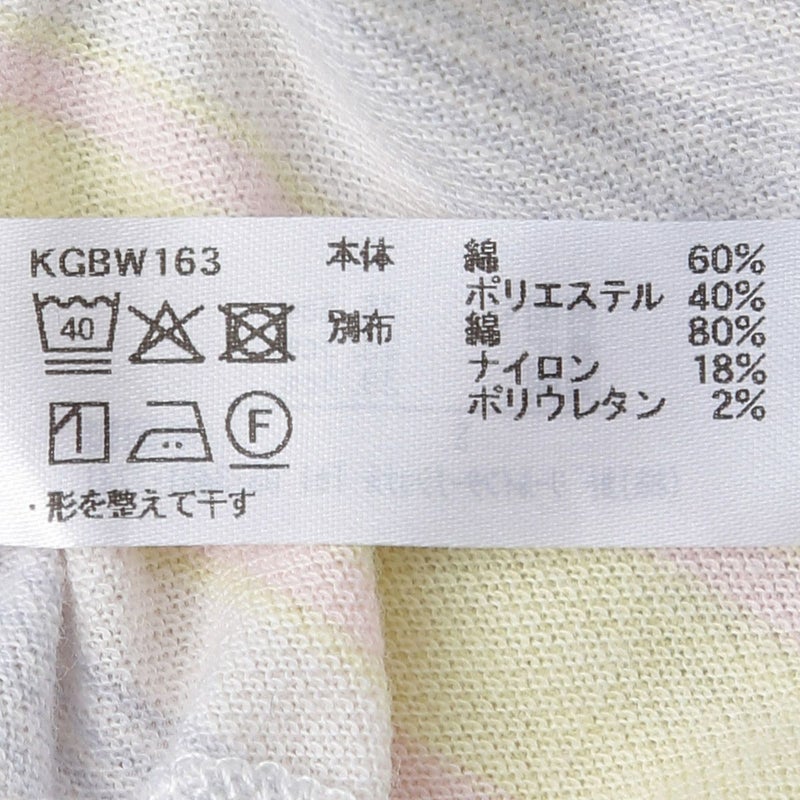 KGBW163
本体 綿 60%
ポリエステル 40%
別布 綿 80%
ナイロン 18%
ポリウレタン 2%
40
F
・形を整えて干す